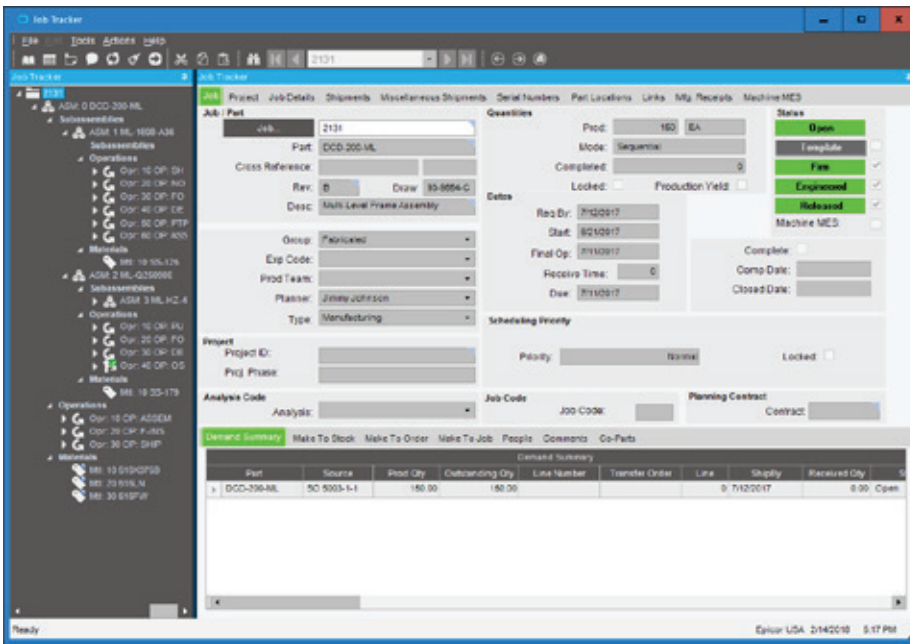 Job Tracker
File Edit Tools Actions Help
2131
Job Tracker
Job Tracker
2131
ASM: 0 DCD-200-ML
Subassemblies
ASM: 1 ML-1608-A36
Subassemblies
Operations
Opr: 10 OP: SH
Opr: 20 OP: NO
Opr: 30 OP: FO
Opr: 40 OP: DE
Opr: 50 OP: PTP
Opr: 60 OP: ASS
Materials
Mtl: 10 SS-126
Subassemblies
ASM: 3 ML-HZ-4
Operations
Opr: 10 OP: PU
Opr: 20 OP: FO
Opr: 30 OP: DE
Opr: 40 OP: OS
Materials
Mtl: 10 SS-179
Operations
Opr: 10 OP: ASSEM
Opr: 30 OP: SHIP
Materials
Job Project Job Details Shipments Miscellaneous Shipments Serial Numbers Part Locations Links Mfg. Receipts Machine MES
Job / Part
Job... 2131
Part: DCD-200-ML
Cross Reference:
Rev: B Draw:
Desc: Multi Level Frame Assembly
Group: Fabricated
Exp Code:
Prod Team:
Planner: Jimmy Johnson
Type: Manufacturing
Project
Project ID:
Proj. Phase:
Analysis Code
Analysis:
Quantities
Prod: 150 EA
Mode: Sequential
Completed: 0
Locked: Production Yield:
Dates
Req By: 7/12/2017
Start: 6/21/2017
Final Op: 7/11/2017
Receive Time: 0
Due: 7/11/2017
Scheduling Priority
Priority: Normal Locked:
Job Code
Job Code:
Planning Contract
Contract:
Status
Open
Template
Firm
Engineered
Released
Machine MES:
Complete:
Comp Date:
Closed Date:
Demand Summary Make To Stock Make To Order Make To Job People Comments Co-Parts
Demand Summary
Part Source Prod Qty Outstanding Qty Line Number Transfer Order Line ShipBy Received Qty S
DCD-200-ML SO 5003-1-1 150.00 150.00 0 7/12/2017 0.00 Open
Ready
Epicor USA 2/14/2018 5:17 PM